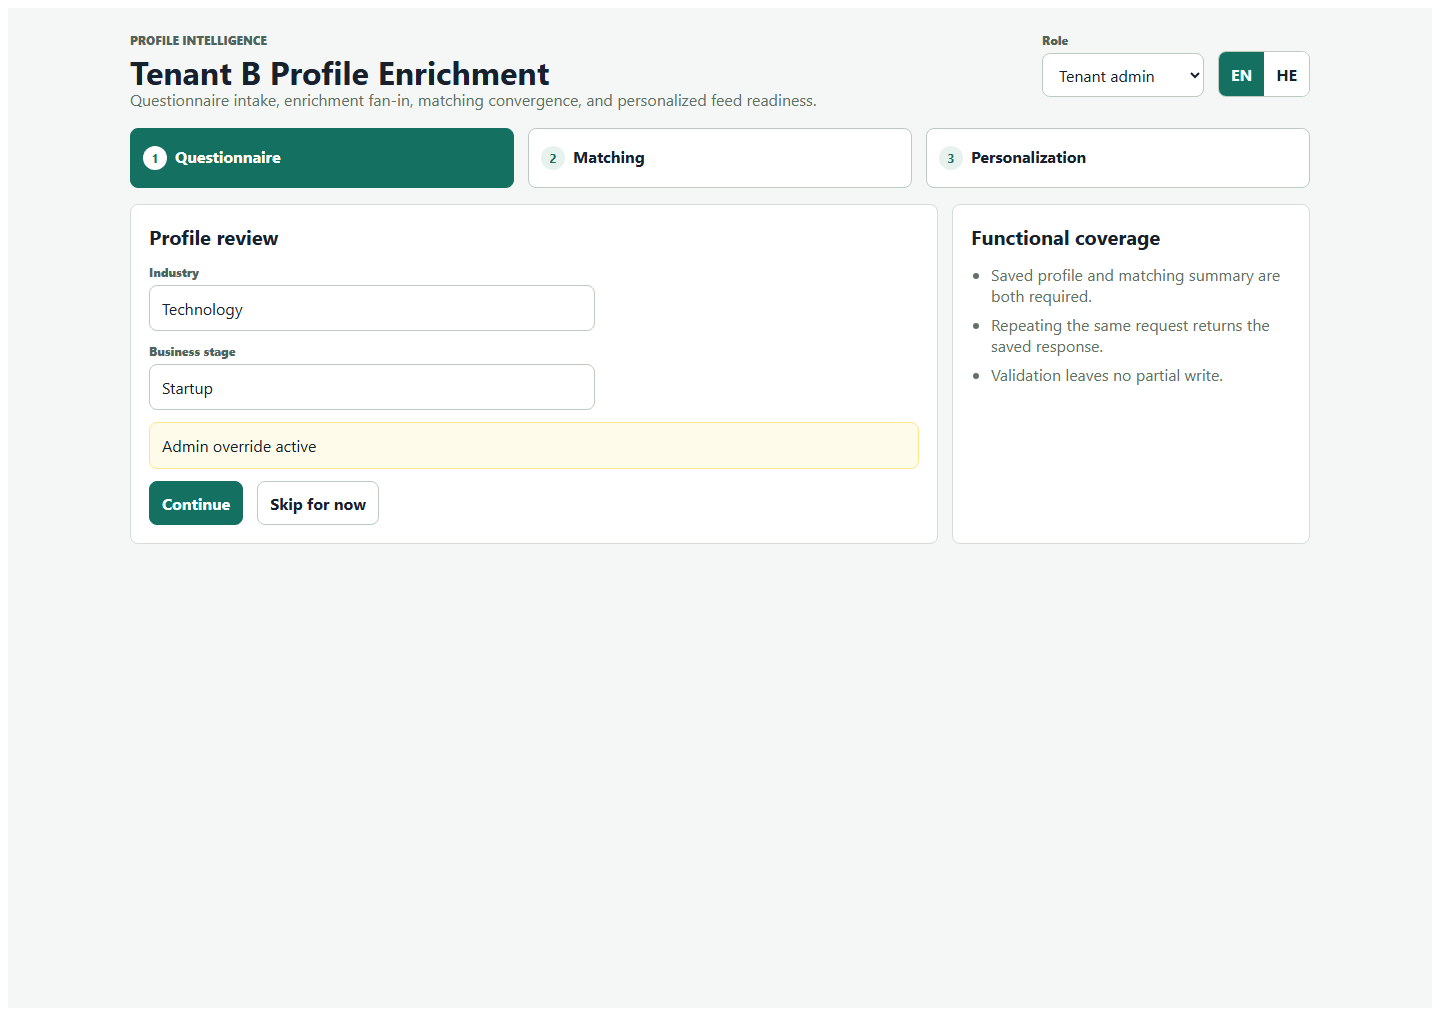 PROFILE INTELLIGENCE
Tenant B Profile Enrichment
Questionnaire intake, enrichment fan-in, matching convergence, and personalized feed readiness.
Role
Tenant admin
EN HE
1 Questionnaire
2 Matching
3 Personalization
Profile review
Industry
Technology
Business stage
Startup
Admin override active
Continue
Skip for now
Functional coverage
Saved profile and matching summary are
both required.
Repeating the same request returns the
saved response.
Validation leaves no partial write.